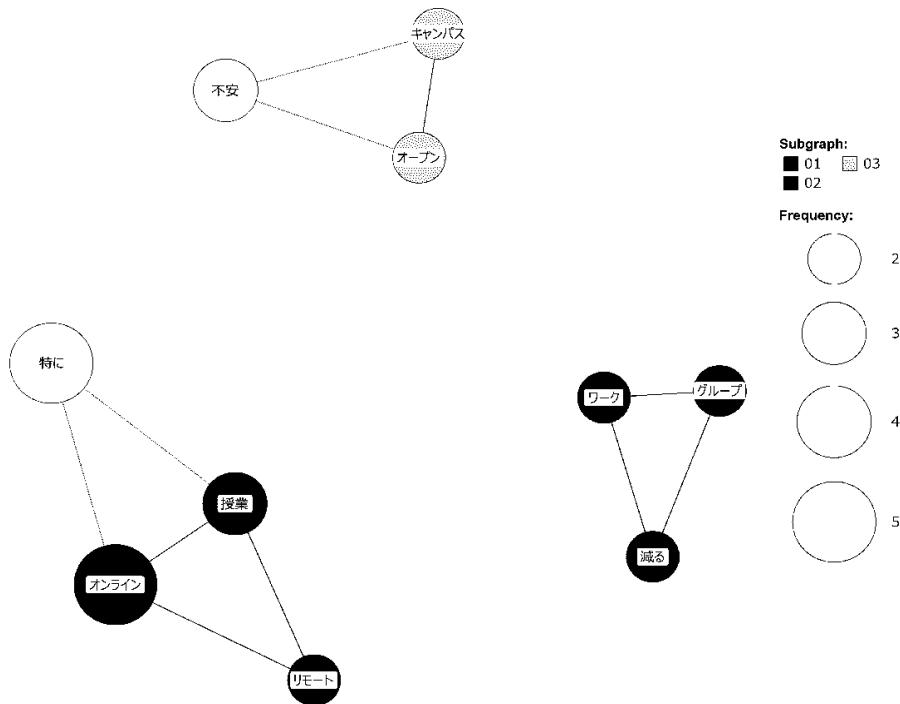 キャンパス
不安
オープン
Subgraph:
01 03
02
Frequency:
2
3
4
5
特に
ワーク
グループ
授業
減る
オンライン
リモート